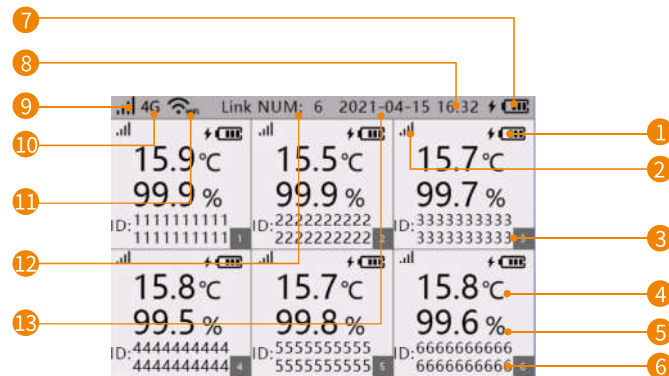 7
8
9
4G Link NUM: 6 2021-04-15 16:32
10
1
15.9℃ 15.5℃ 15.7℃
2
11
99.9 % 99.9 % 99.7 %
ID: 1111111111 ID: 2222222222 ID: 3333333333
1111111111 1 2222222222 2 3333333333
3
12
15.8℃ 15.7℃ 15.8℃
4
13
99.5 % 99.8 % 99.6 %
5
ID: 4444444444 ID: 5555555555 ID: 6666666666
4444444444 4 5555555555 5 6666666666 6
6